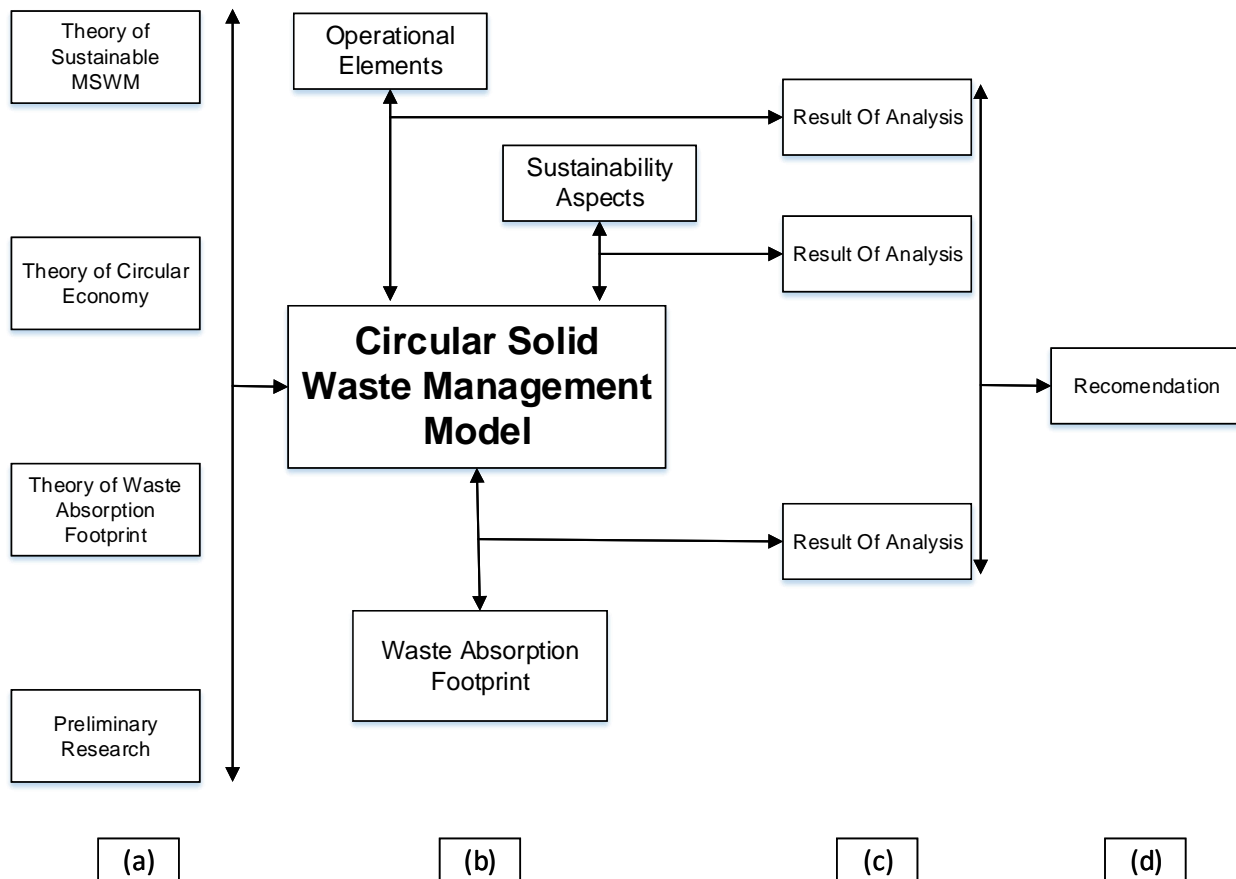 Theory of
Sustainable
MSWM
Theory of Circular
Economy
Theory of Waste
Absorption
Footprint
Preliminary
Research
Operational
Elements
Sustainability
Aspects
Circular Solid
Waste Management
Model
Waste Absorption
Footprint
Result Of Analysis
Result Of Analysis
Result Of Analysis
Recomendation
(a)
(b)
(c)
(d)